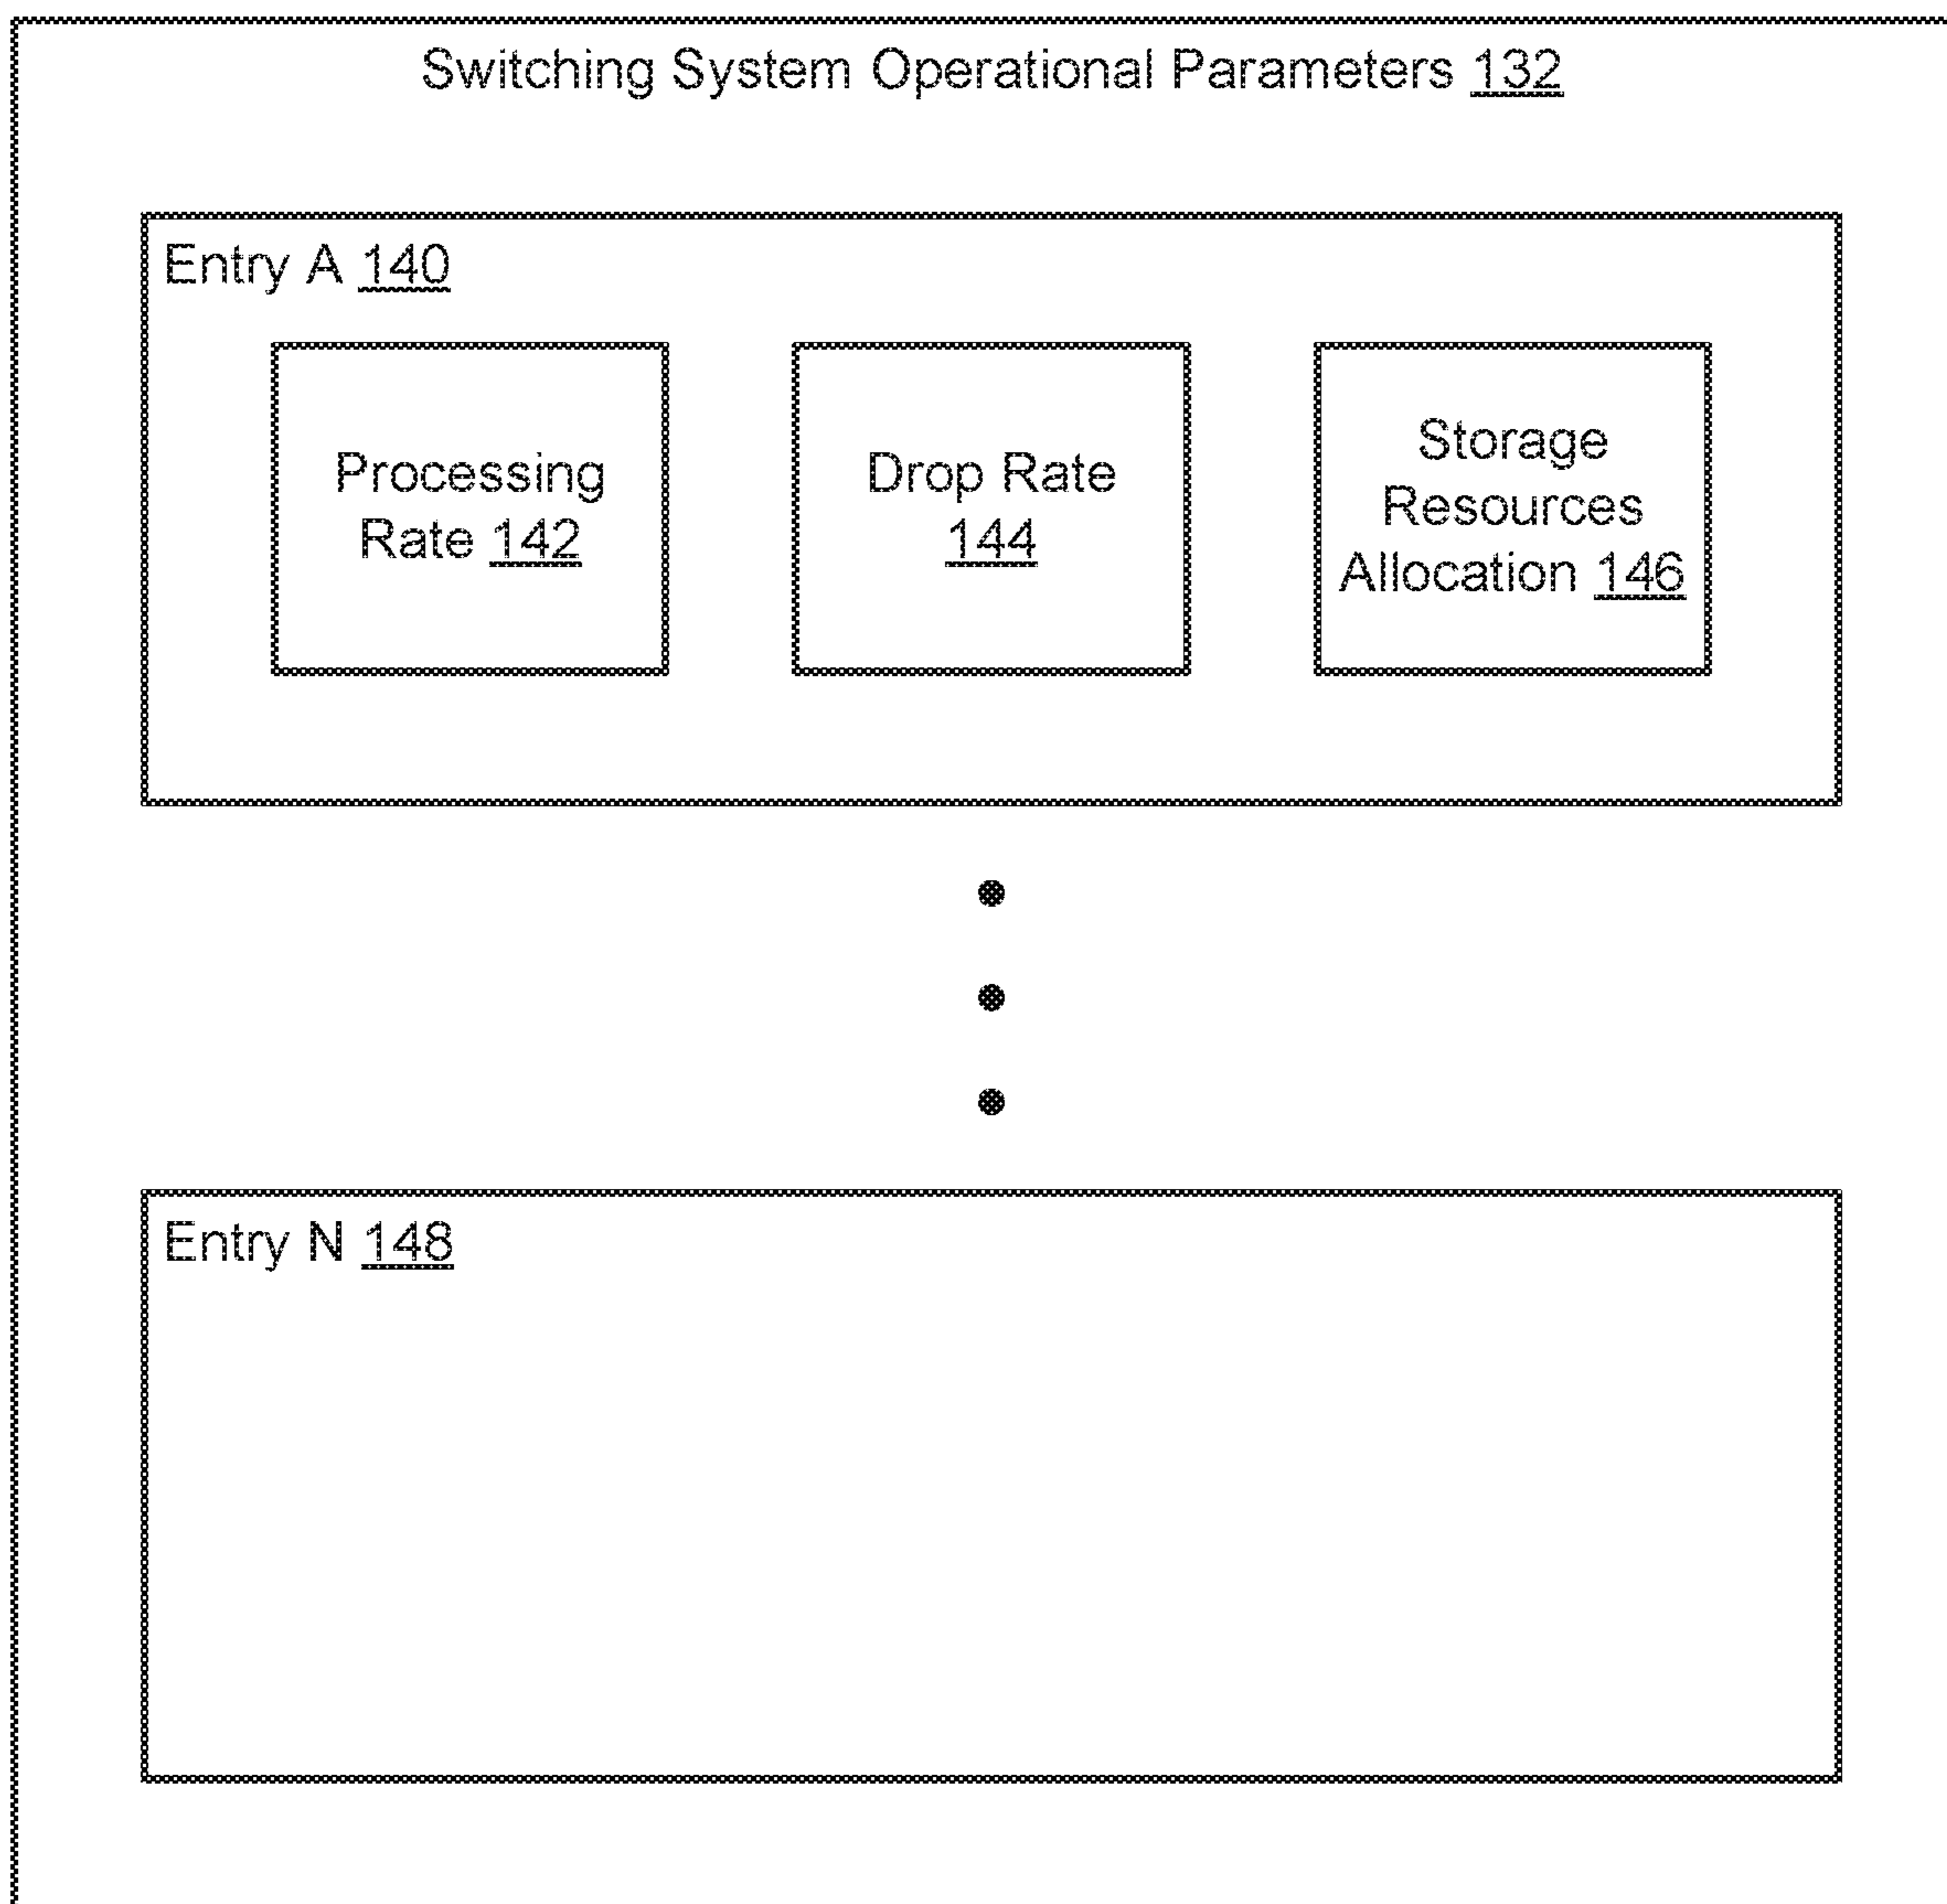 Switching System Operational Parameters 132
Entry A 140
Processing
Rate 142
Drop Rate
144
Storage
Resources
Allocation 146
Entry N 148